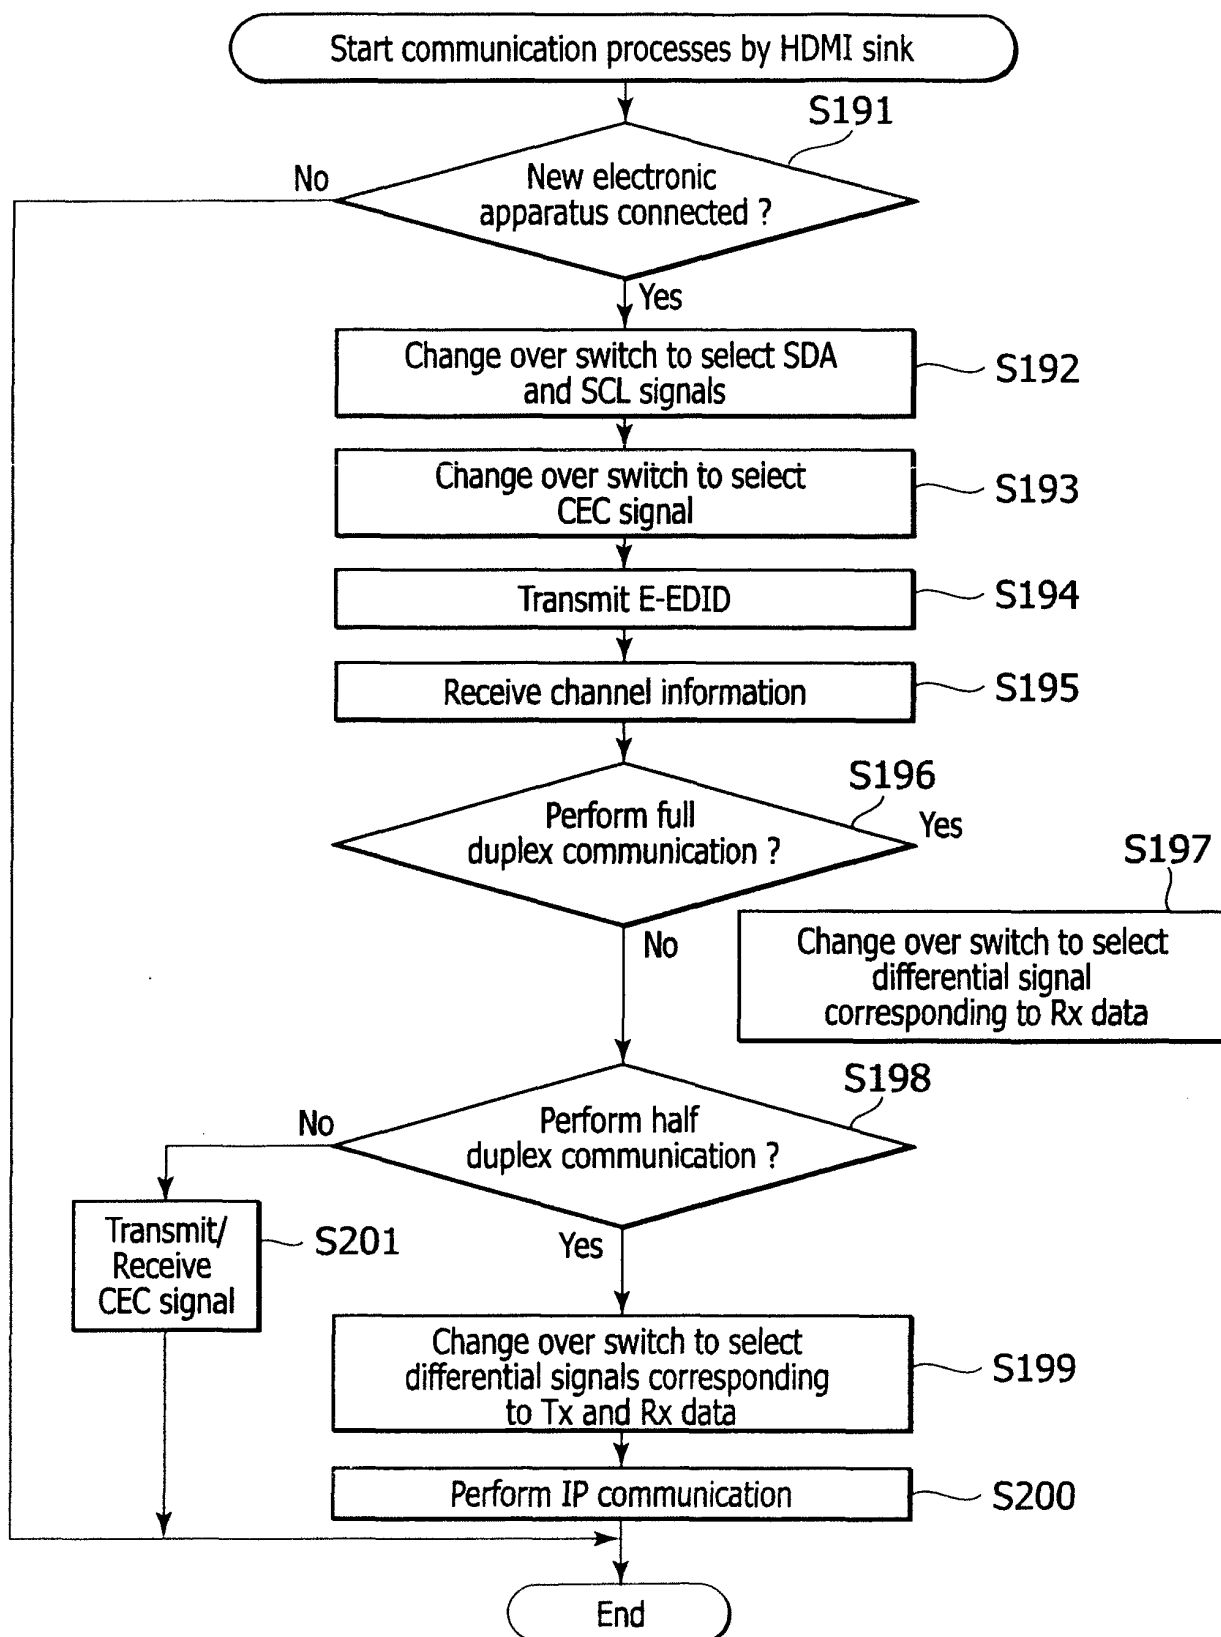 Start communication processes by HDMI sink
S191
No
New electronic
apparatus connected ?
Yes
Change over switch to select SDA
and SCL signals
S192
Change over switch to select
CEC signal
S193
Transmit E-EDID
S194
Receive channel information
S195
S196
Perform full
duplex communication ?
Yes
S197
No
Change over switch to select
differential signal
corresponding to Rx data
S198
No
Perform half
duplex communication ?
Transmit/
Receive
CEC signal
S201
Yes
Change over switch to select
differential signals corresponding
to Tx and Rx data
S199
Perform IP communication
S200
End